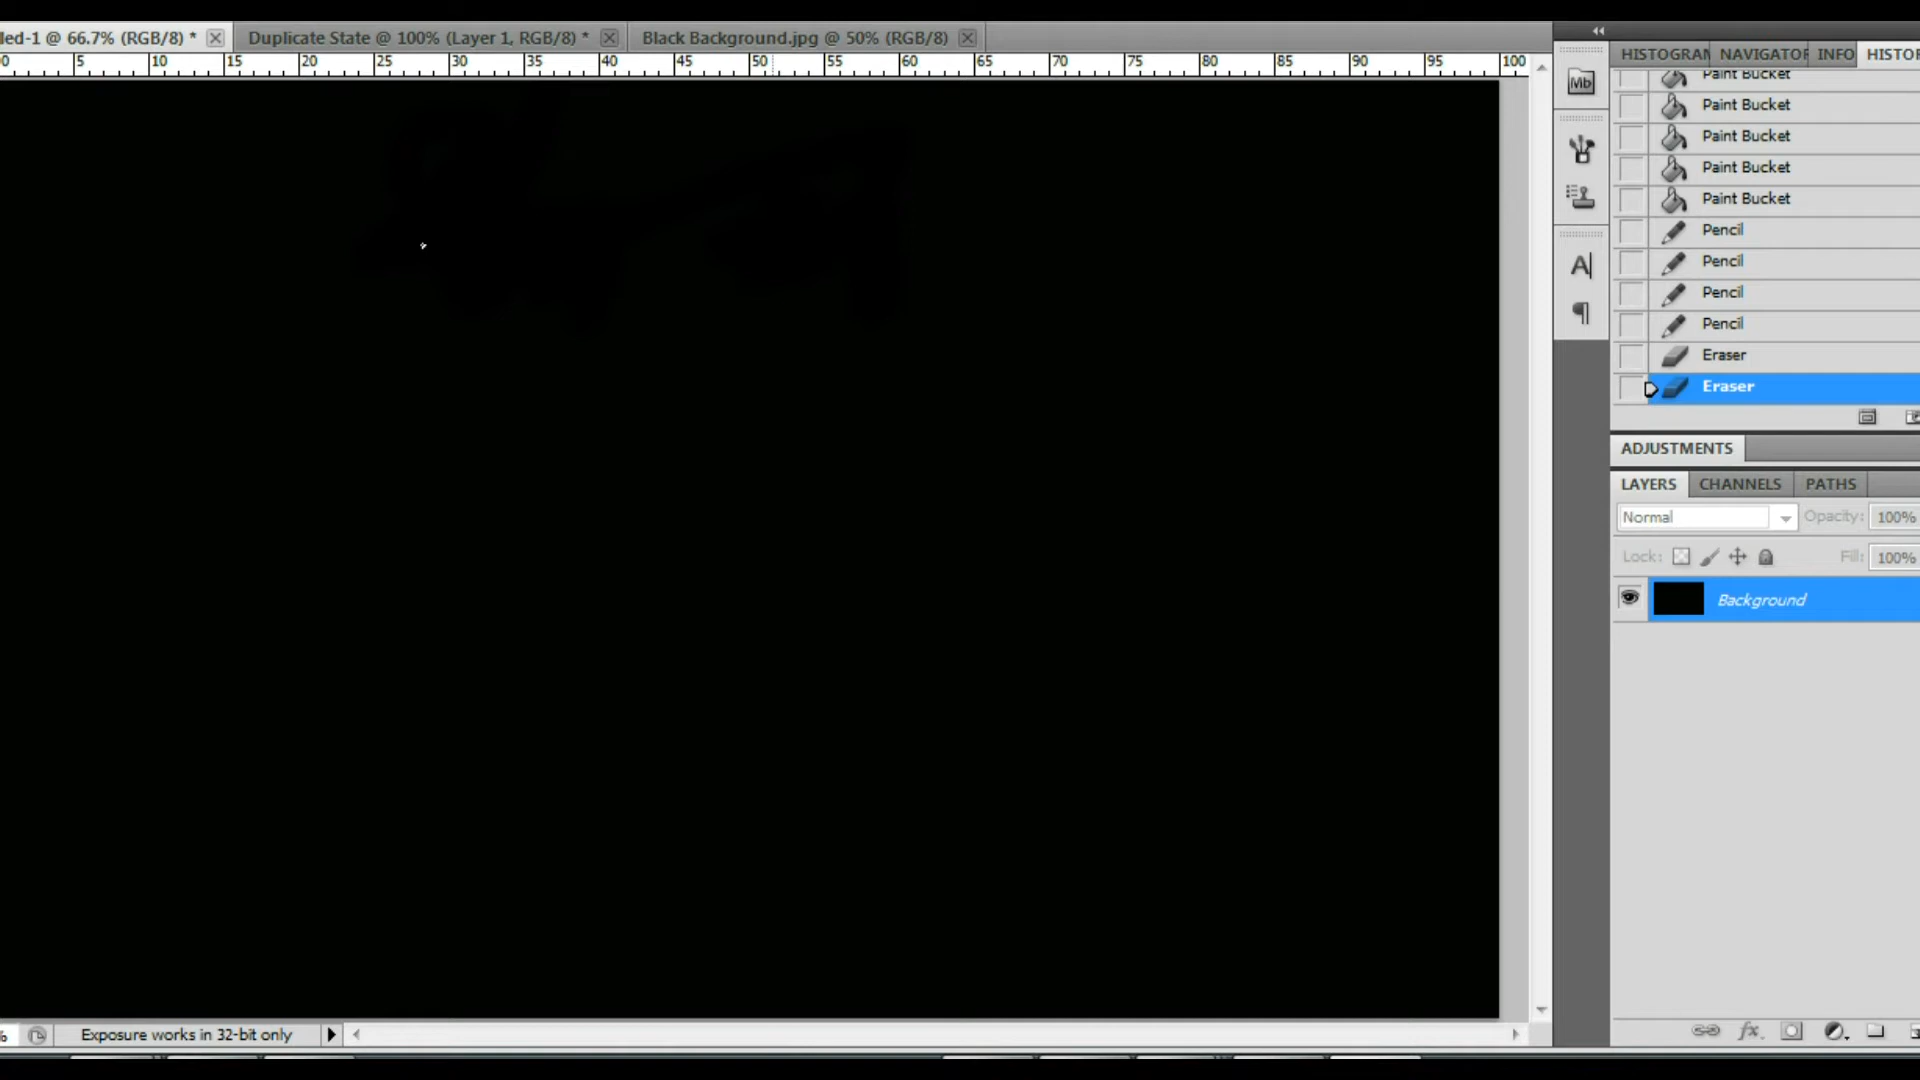 led-1 @ 66.7% (RGB/8) *
Duplicate State @ 100% (Layer 1, RGB/8) *
Black Background.jpg @ 50% (RGB/8)
0 5 10 15 20 25 30 35 40 45 50 55 60 65 70 75 80 85 90 95 100
Mb
A
HISTOGRAM NAVIGATOR INFO HISTOR
Paint Bucket
Paint Bucket
Paint Bucket
Paint Bucket
Paint Bucket
Pencil
Pencil
Pencil
Pencil
Eraser
Eraser
ADJUSTMENTS
LAYERS CHANNELS PATHS
Normal Opacity: 100%
Lock: Fill: 100%
Background
fx
% Exposure works in 32-bit only